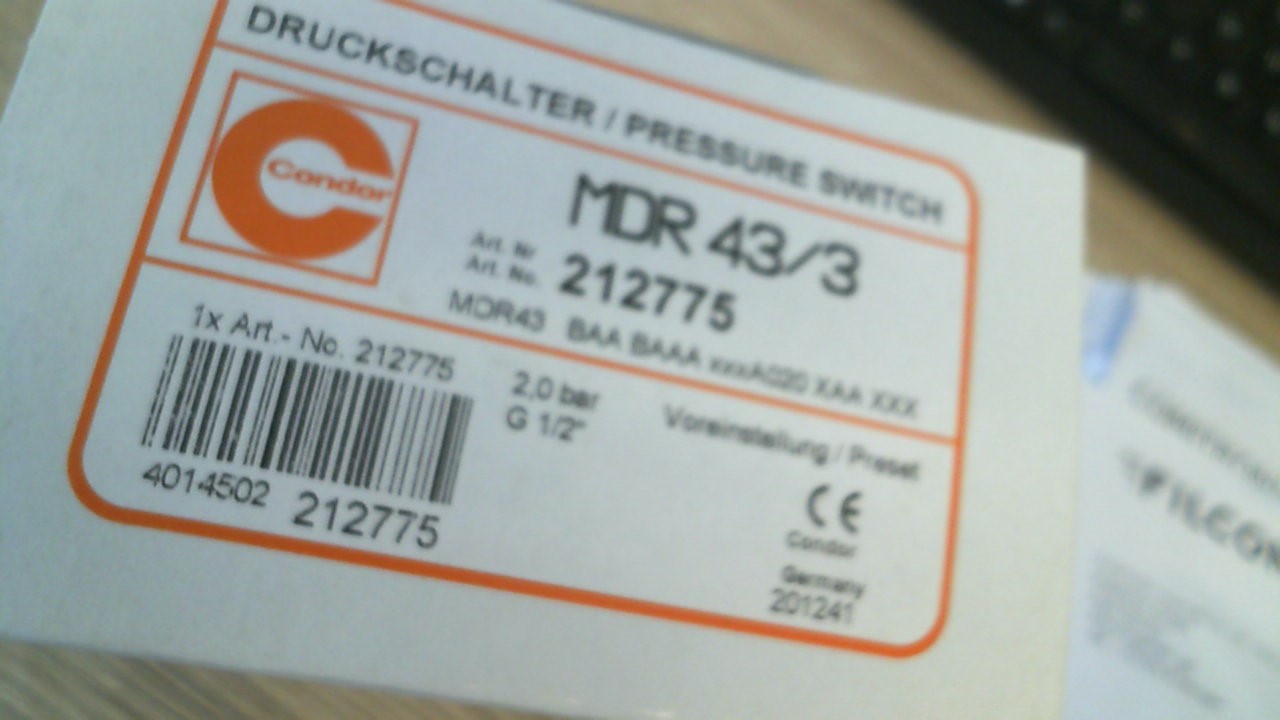 DRUCKSCHALTER / PRESSURE SWITCH
Condor
MDR 43/3
Art. Nr
Art. No. 212775
MDR43 BAA BAAA xxxA020 XAA XXX
1x Art.- No. 212775
2,0 bar
G 1/2"
Voreinstellung / Preset
4014502 212775
CE
Condor
Germany
201241